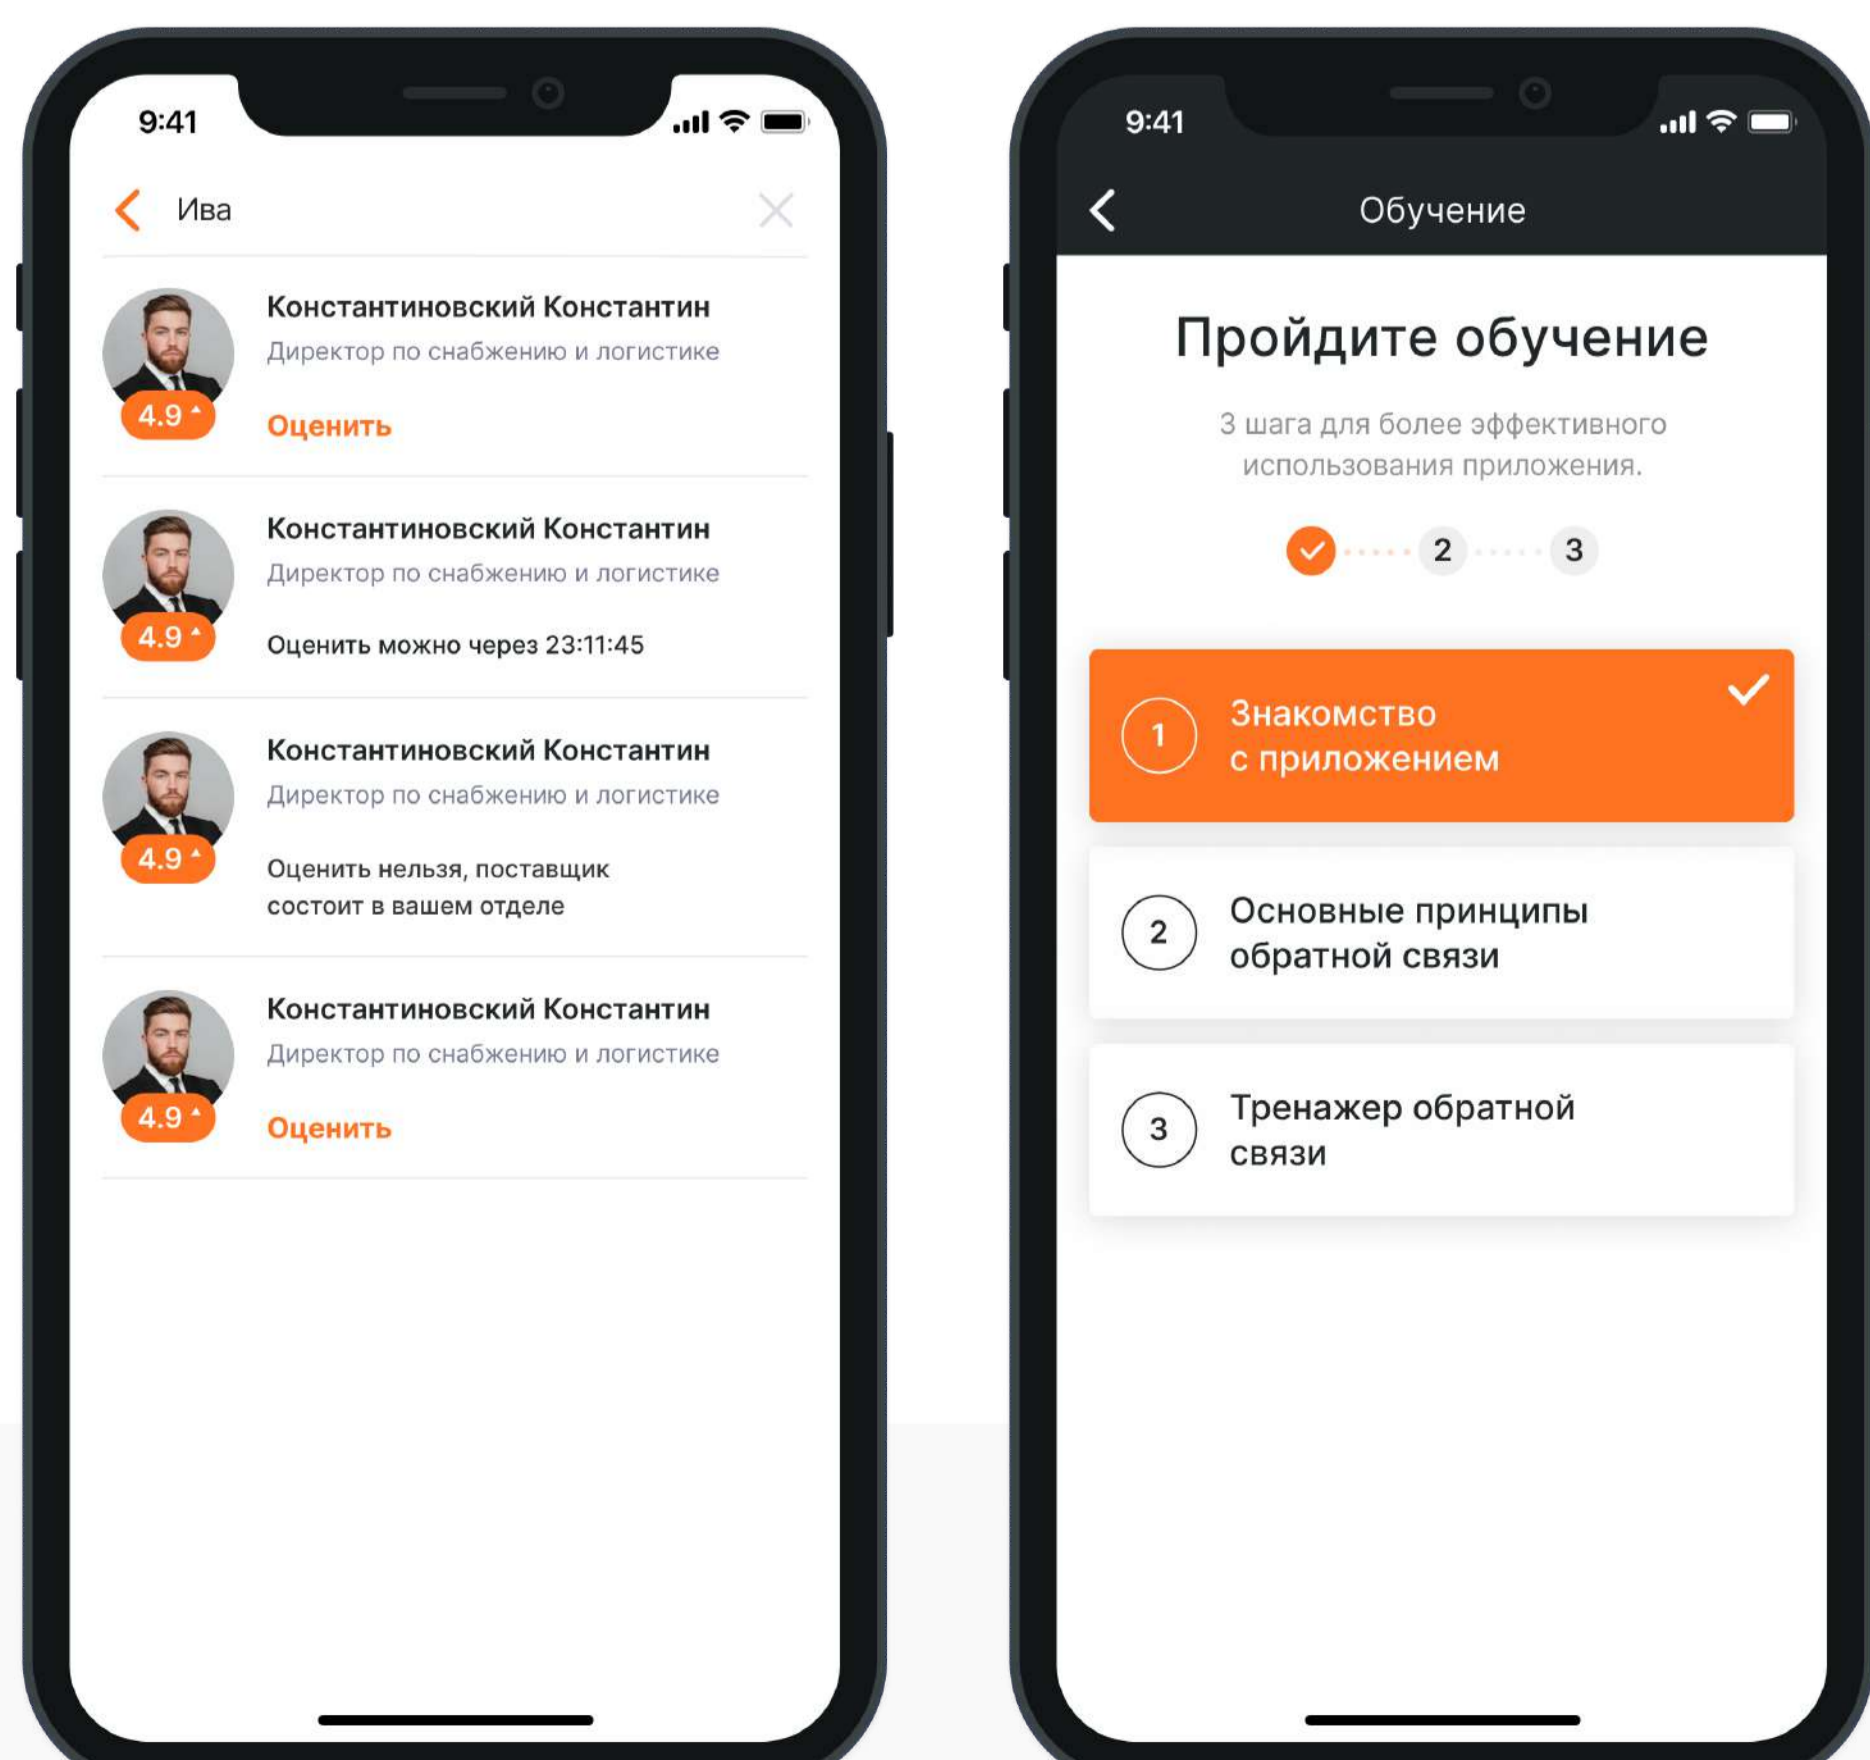 9:41
Ива
Константиновский Константин
Директор по снабжению и логистике
4.9
Оценить
Константиновский Константин
Директор по снабжению и логистике
4.9
Оценить можно через 23:11:45
Константиновский Константин
Директор по снабжению и логистике
4.9
Оценить нельзя, поставщик
состоит в вашем отделе
Константиновский Константин
Директор по снабжению и логистике
4.9
Оценить
9:41
Обучение
Пройдите обучение
3 шага для более эффективного
использования приложения.
2 3
1
Знакомство
с приложением
2
Основные принципы
обратной связи
3
Тренажер обратной
связи